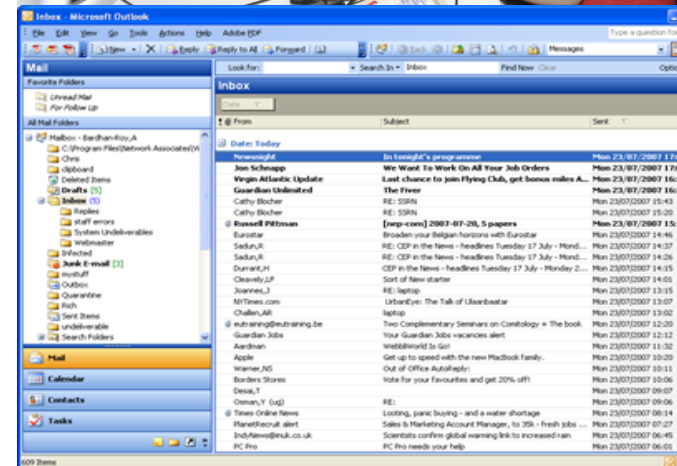 Inbox - Microsoft Outlook
File Edit View Go Tools Actions Help Adobe PDF
Type a question for
New Reply Reply to All Forward Back Messages
Mail
Look for: Search In Inbox Find Now Clear Optio
Favorite Folders
Unread Mail
For Follow Up
All Mail Folders
Mailbox - Bardhan-Roy,A
C:\Program Files\Network Associates\Vi
Chris
clipboard
Deleted Items
Drafts [5]
Inbox (5)
Replies
staff errors
System Undeliverables
Webmaster
Infected
Junk E-mail [3]
mystuff
Outbox
Quarantine
Rich
Sent Items
undeliverable
Search Folders
Mail
Calendar
Contacts
Tasks
609 Items
Inbox
Date
From Subject Sent
Date: Today
Newsnight In tonight's programme Mon 23/07/2007 17:
Jon Schnapp We Want To Work On All Your Job Orders Mon 23/07/2007 17:
Virgin Atlantic Update Last chance to join Flying Club, get bonus miles A... Mon 23/07/2007 16:
Guardian Unlimited The Fiver Mon 23/07/2007 16:
Cathy Blocher RE: SSRN Mon 23/07/2007 15:43
Cathy Blocher RE: SSRN Mon 23/07/2007 15:20
Russell Pittman [nep-com] 2007-07-20, 5 papers Mon 23/07/2007 15:
Eurostar Broaden your Belgian horizons with Eurostar Mon 23/07/2007 14:46
Sadun,R RE: CEP in the News - headlines Tuesday 17 July - Mond... Mon 23/07/2007 14:37
Sadun,R RE: CEP in the News - headlines Tuesday 17 July - Mond... Mon 23/07/2007 14:26
Durrant,H CEP in the News - headlines Tuesday 17 July - Monday 2... Mon 23/07/2007 14:15
Cleavely,LF Sort of New starter Mon 23/07/2007 14:01
Joannes,J RE: laptop Mon 23/07/2007 13:15
NYTimes.com UrbanEye: The Talk of Ulaanbaatar Mon 23/07/2007 13:07
Challen,AR laptop Mon 23/07/2007 13:02
eutraining@eutraining.be Two Complementary Seminars on Comitology + The book Mon 23/07/2007 12:20
Guardian Jobs Your Guardian Jobs vacancies alert Mon 23/07/2007 12:12
Aardman WebbliWorld Is Go! Mon 23/07/2007 11:32
Apple Get up to speed with the new MacBook family. Mon 23/07/2007 10:20
Warner,NS Out of Office AutoReply: Mon 23/07/2007 10:11
Borders Stores Vote for your favourites and get 20% off! Mon 23/07/2007 10:06
Desai,T Mon 23/07/2007 09:07
Osman,Y (ug) RE: Mon 23/07/2007 09:06
Times Online News Looting, panic buying - and a water shortage Mon 23/07/2007 08:14
PlanetRecruit alert Sales & Marketing Account Manager, to 35k - fresh jobs ... Mon 23/07/2007 07:27
IndyNews@inuk.co.uk Scientists confirm global warming link to increased rain Mon 23/07/2007 06:45
PC Pro PC Pro needs your help Mon 23/07/2007 06:01